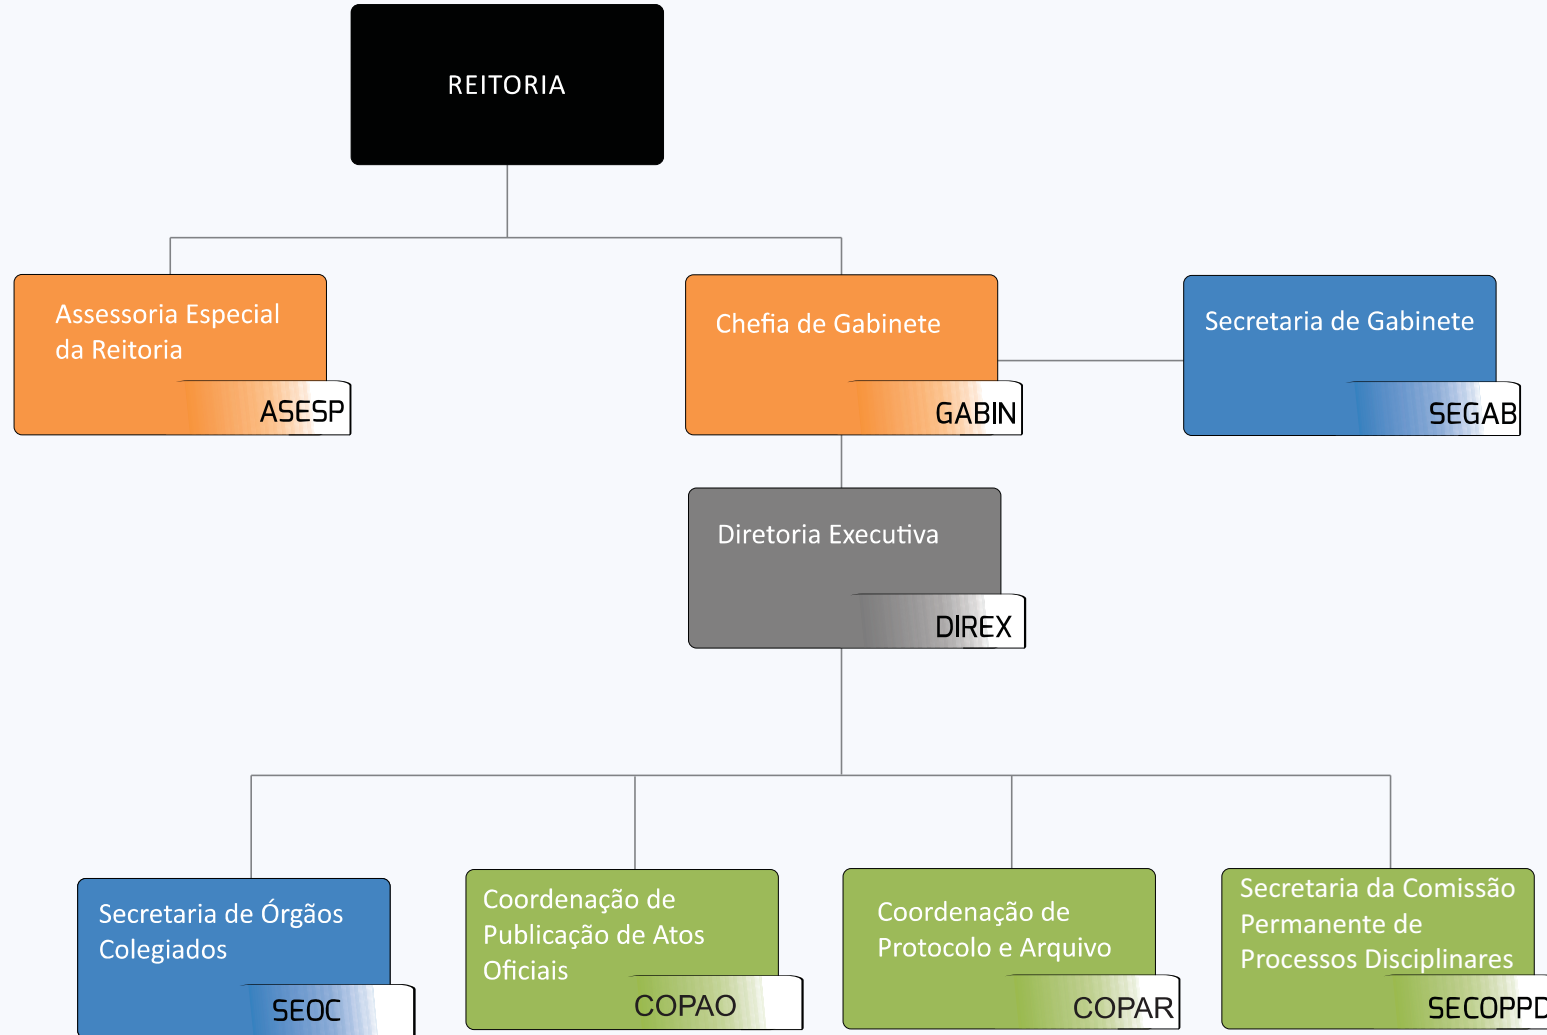 REITORIA
Assessoria Especial
da Reitoria
ASESP
Chefia de Gabinete
GABIN
Secretaria de Gabinete
SEGAB
Diretoria Executiva
DIREX
Secretaria de Órgãos
Colegiados
SEOC
Coordenação de
Publicação de Atos
Oficiais
COPAO
Coordenação de
Protocolo e Arquivo
COPAR
Secretaria da Comissão
Permanente de
Processos Disciplinares
SECOPPD